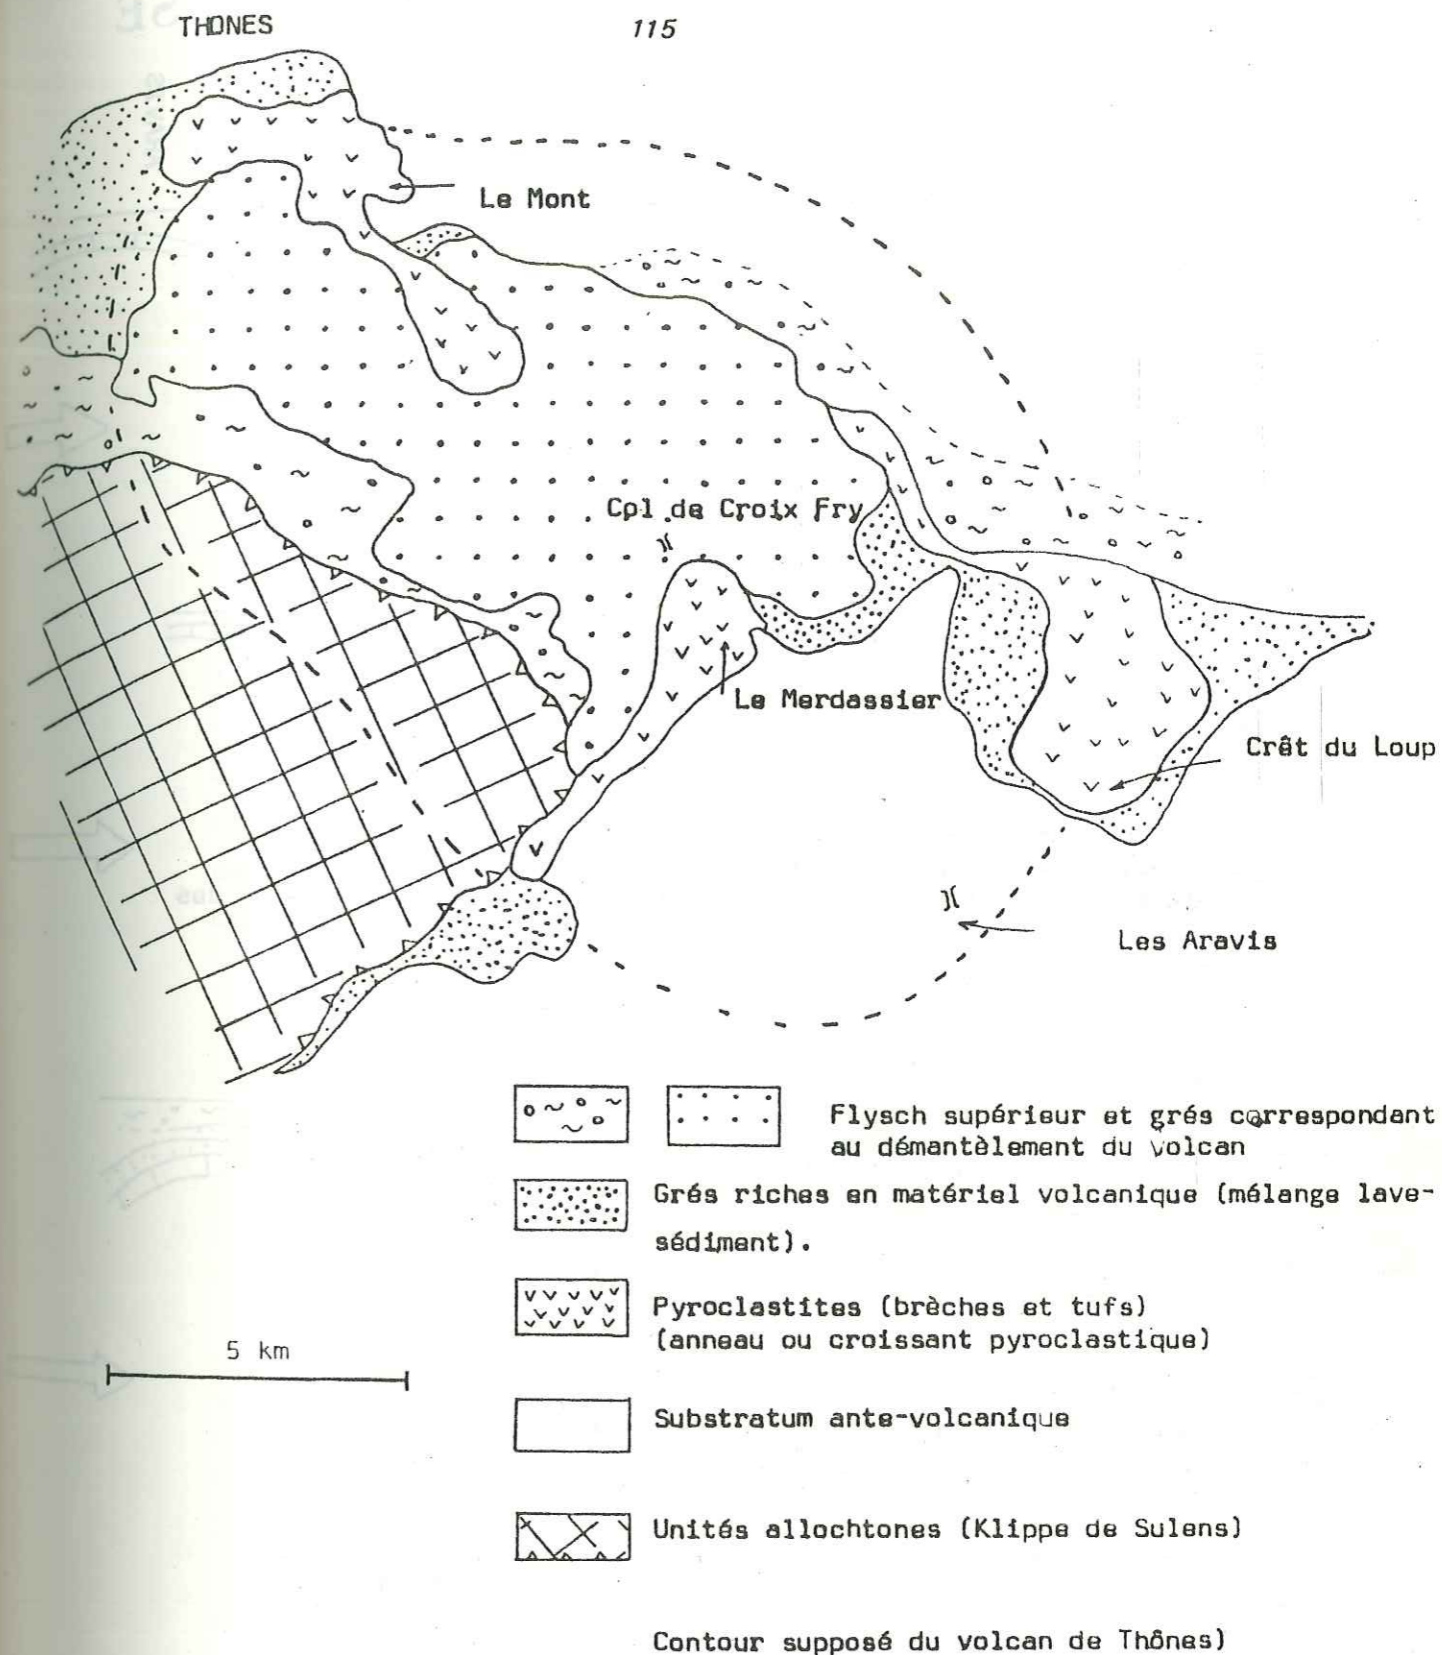 THONES
115
Le Mont
Col de Croix Fry
Le Merdassier
Crât du Loup
Les Aravis
Flysch supérieur et grés correspondant
au démantèlement du volcan
Grés riches en matériel volcanique (mélange lave-
sédiment).
Pyroclastites (brèches et tufs)
(anneau ou croissant pyroclastique)
5 km
Substratum ante-volcanique
Unités allochtones (Klippe de Sulens)
Contour supposé du volcan de Thônes)